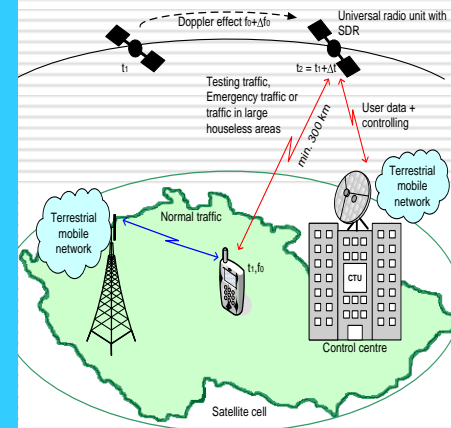 Doppler effect f₀+Δf₀
Universal radio unit with
SDR
t₁
t₂ = t₁+Δt
Testing traffic,
Emergency traffic or
traffic in large
houseless areas
min. 300 km
User data +
controlling
Terrestrial
mobile
network
Terrestrial
mobile
network
Normal traffic
t₁,f₀
CTU
Control centre
Satellite cell